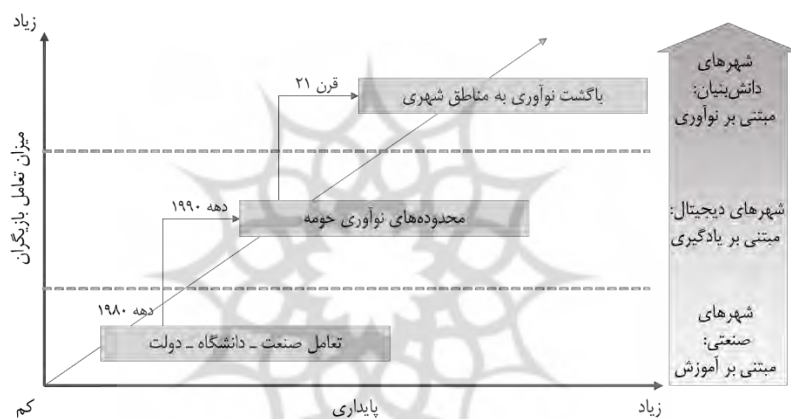 زیاد
میزان تعامل بازیگران
قرن ۲۱
باگشت نوآوری به مناطق شهری
دهه ۱۹۹۰
محدوده‌های نوآوری حومه
دهه ۱۹۸۰
تعامل صنعت ـ دانشگاه ـ دولت
کم
پایداری
زیاد
شهرهای
دانش‌بنیان:
مبتنی بر نوآوری
شهرهای دیجیتال:
مبتنی بر یادگیری
شهرهای
صنعتی:
مبتنی بر آموزش